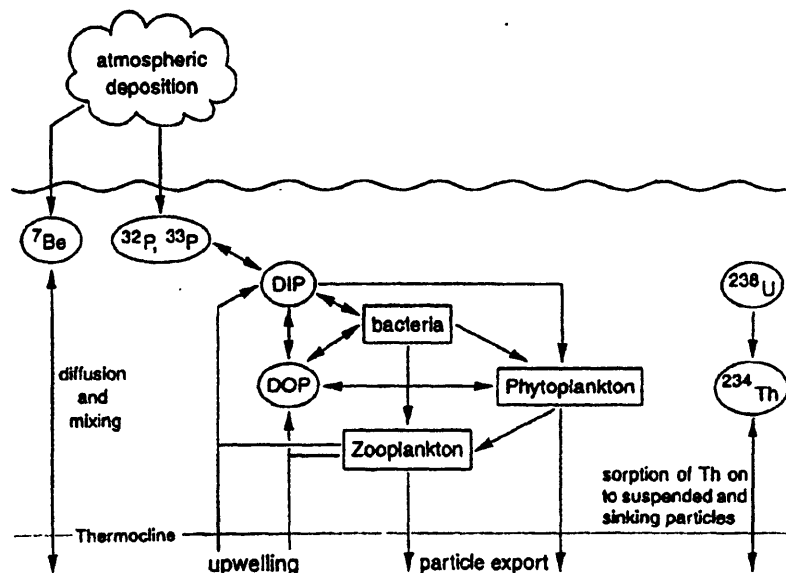 atmospheric
deposition
⁷Be
³²P, ³³P
DIP
²³⁸U
bacteria
diffusion
and
mixing
DOP
Phytoplankton
²³⁴Th
Zooplankton
sorption of Th on
to suspended and
sinking particles
Thermocline
upwelling
particle export